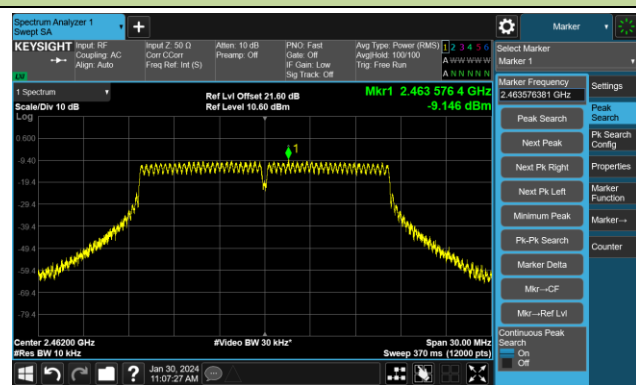 Spectrum Analyzer 1
Swept SA
Marker
KEYSIGHT
Input: RF
Coupling: AC
Align: Auto
Input Z: 50 Ω
Corr CCorr
Freq Ref: Int (S)
Atten: 10 dB
Preamp: Off
PNO: Fast
Gate: Off
IF Gain: Low
Sig Track: Off
Avg Type: Power (RMS)
Avg|Hold: 100/100
Trig: Free Run
1 2 3 4 5 6
A W W W W W
A N N N N N
LW
Select Marker
Marker 1
1 Spectrum
Scale/Div 10 dB
Log
Ref Lvl Offset 21.60 dB
Ref Level 10.60 dBm
Mkr1 2.463 576 4 GHz
-9.146 dBm
0.600
-9.40
-19.4
-29.4
-39.4
-49.4
-59.4
-69.4
-79.4
1
Center 2.46200 GHz
#Res BW 10 kHz
#Video BW 30 kHz*
Span 30.00 MHz
Sweep 370 ms (12000 pts)
Marker Frequency
2.463576381 GHz
Peak Search
Next Peak
Next Pk Right
Next Pk Left
Minimum Peak
Pk-Pk Search
Marker Delta
Mkr→CF
Mkr→Ref Lvl
Continuous Peak
Search
On
Off
Settings
Peak
Search
Pk Search
Config
Properties
Marker
Function
Marker→
Counter
?
Jan 30, 2024
11:07:27 AM